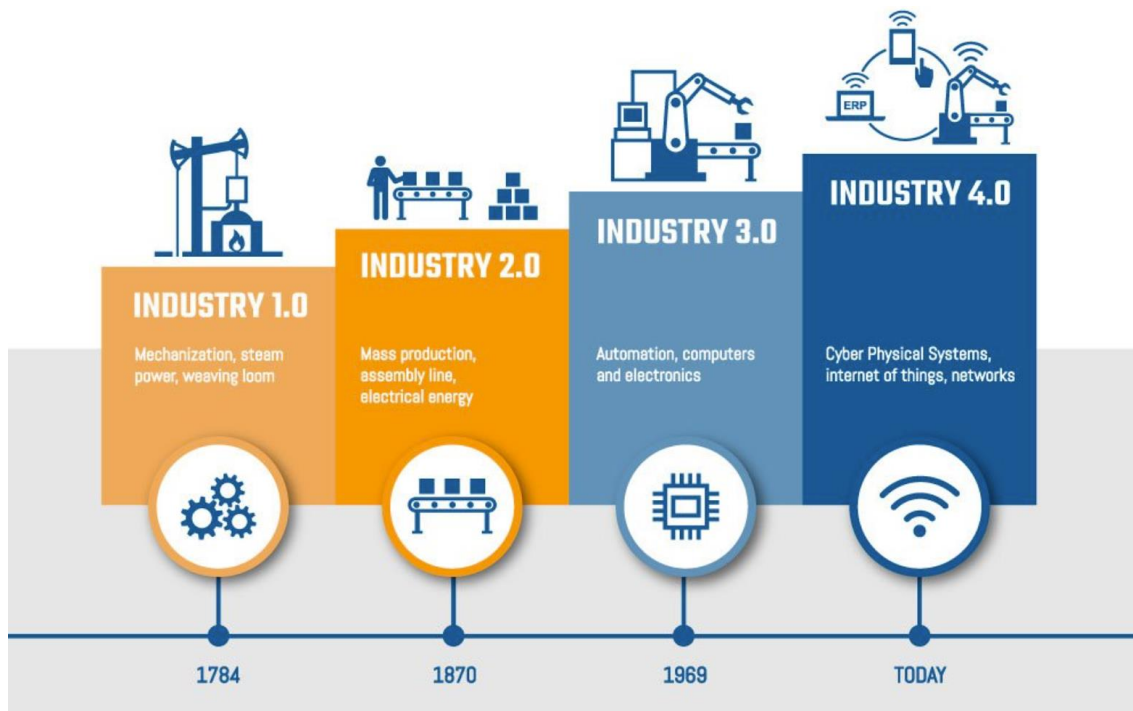 ERP
INDUSTRY 1.0
Mechanization, steam
power, weaving loom
INDUSTRY 2.0
Mass production,
assembly line,
electrical energy
INDUSTRY 3.0
Automation, computers
and electronics
INDUSTRY 4.0
Cyber Physical Systems,
internet of things, networks
1784
1870
1969
TODAY